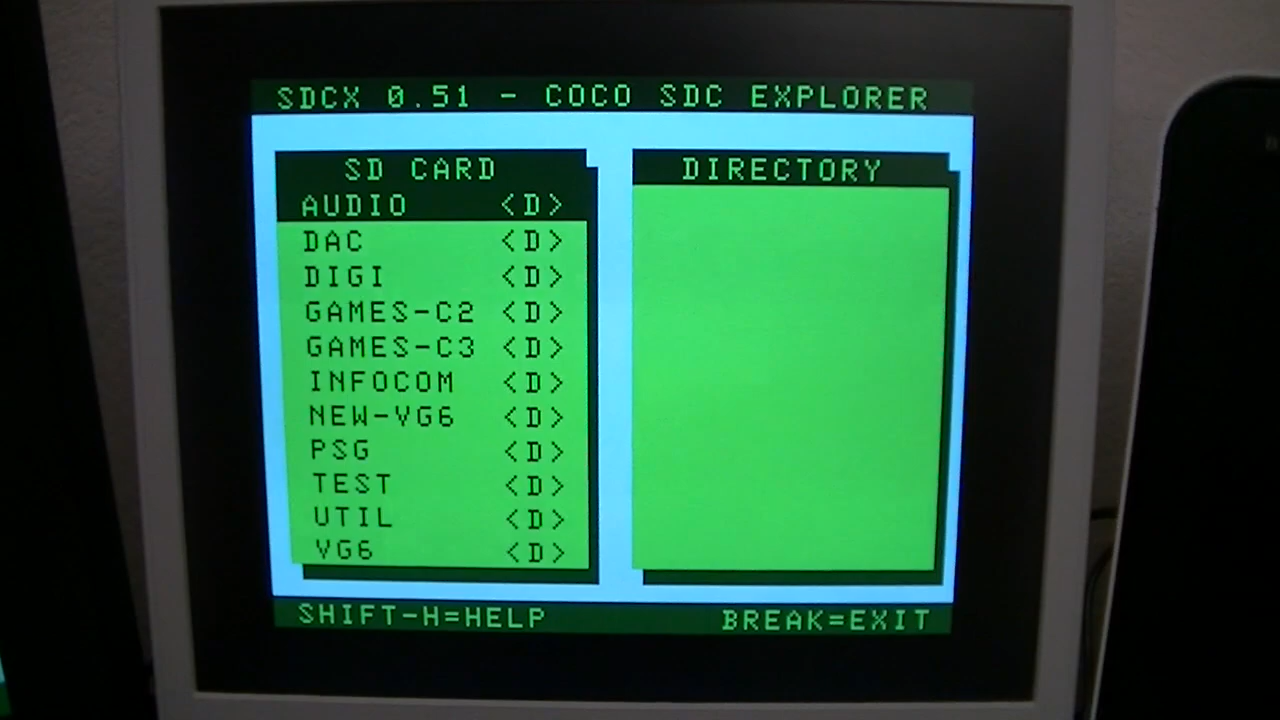 SDCX 0.51 - COCO SDC EXPLORER
SD CARD
AUDIO <D>
DAC <D>
DIGI <D>
GAMES-C2 <D>
GAMES-C3 <D>
INFOCOM <D>
NEW-VG6 <D>
PSG <D>
TEST <D>
UTIL <D>
VG6 <D>
DIRECTORY
SHIFT-H=HELP
BREAK=EXIT